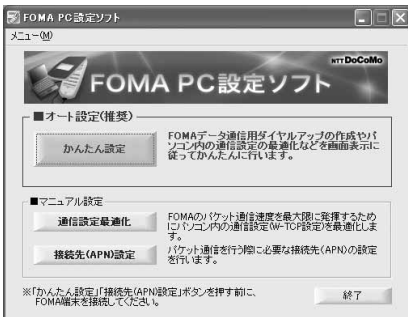 FOMA PC設定ソフト
メニュー(M)
NTT DoCoMo
FOMA PC設定ソフト
■オート設定(推奨)
かんたん設定
FOMAデータ通信用ダイヤルアップの作成やパ
ソコン内の通信設定の最適化などを画面表示に
従ってかんたんに行います。
■マニュアル設定
通信設定最適化
FOMAのパケット通信速度を最大限に発揮するため
にパソコン内の通信設定(W-TCP設定)を最適化しま
す。
接続先(APN)設定
パケット通信を行う際に必要な接続先(APN)の設定
を行います。
※「かんたん設定」「接続先(APN)設定」ボタンを押す前に、
FOMA端末を接続してください。
終了